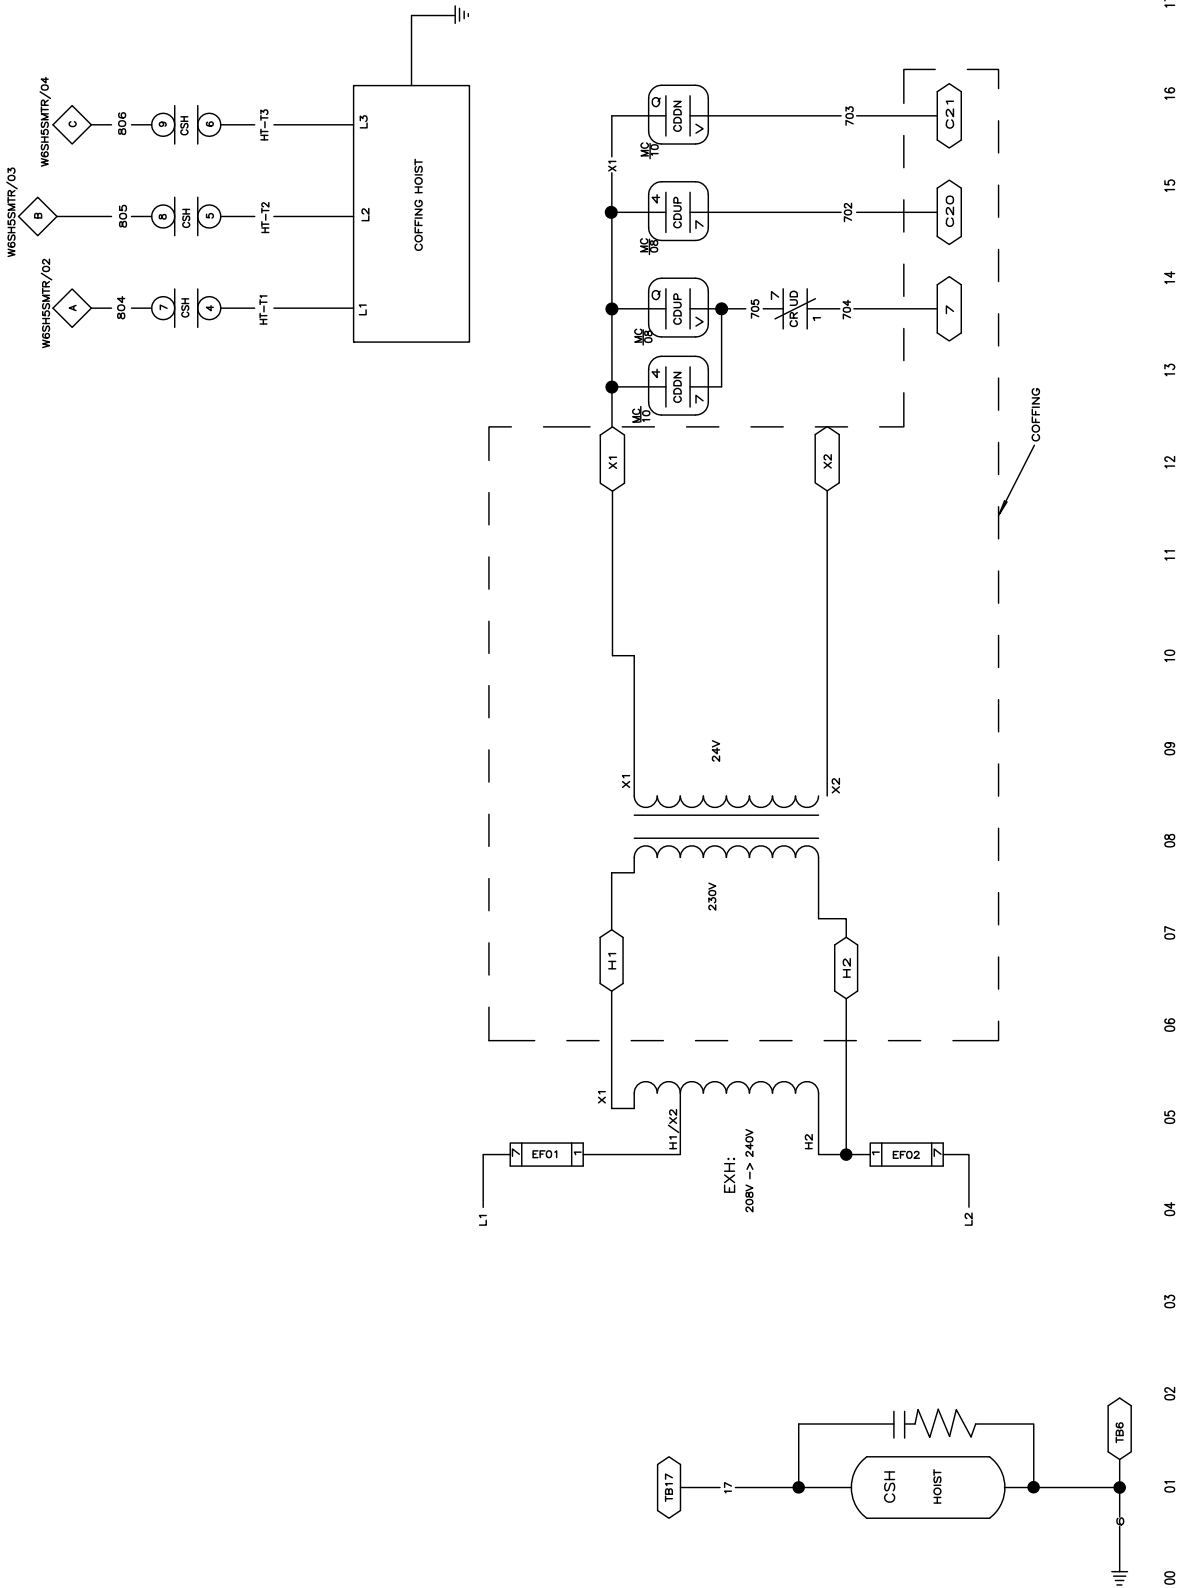 W6SH5SMTR/02
W6SH5SMTR/03
W6SH5SMTR/04
A
B
C
804
805
806
7
8
9
CSH
CSH
CSH
4
5
6
HT-T1
HT-T2
HT-T3
L1
L2
L3
COFFING HOIST
TB17
17
CSH
HOIST
6
TB6
L1
7
EF01
1
X1
H1/X2
EXH:
208V -> 240V
H2
1
EF02
7
L2
H1
H2
230V
X1
24V
X2
X1
X2
X1
MC
10
4
CDDN
7
MC
08
Q
CDUP
V
MC
08
4
CDUP
7
MC
10
Q
CDDN
V
705
7
CR-UD
1
704
702
703
7
C20
C21
COFFING
00
01
02
03
04
05
06
07
08
09
10
11
12
13
14
15
16